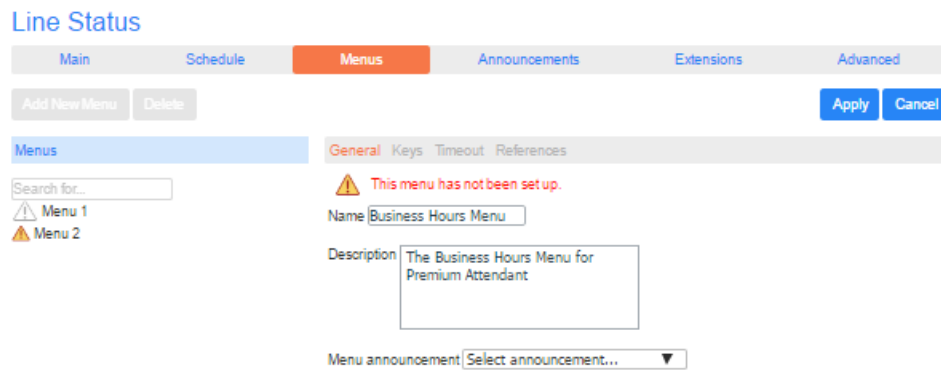 Line Status
Main Schedule Menus Announcements Extensions Advanced
Add New Menu Delete Apply Cancel
Menus
General Keys Timeout References
Search for...
This menu has not been set up.
Menu 1
Name Business Hours Menu
Menu 2
Description The Business Hours Menu for
Premium Attendant
Menu announcement Select announcement...